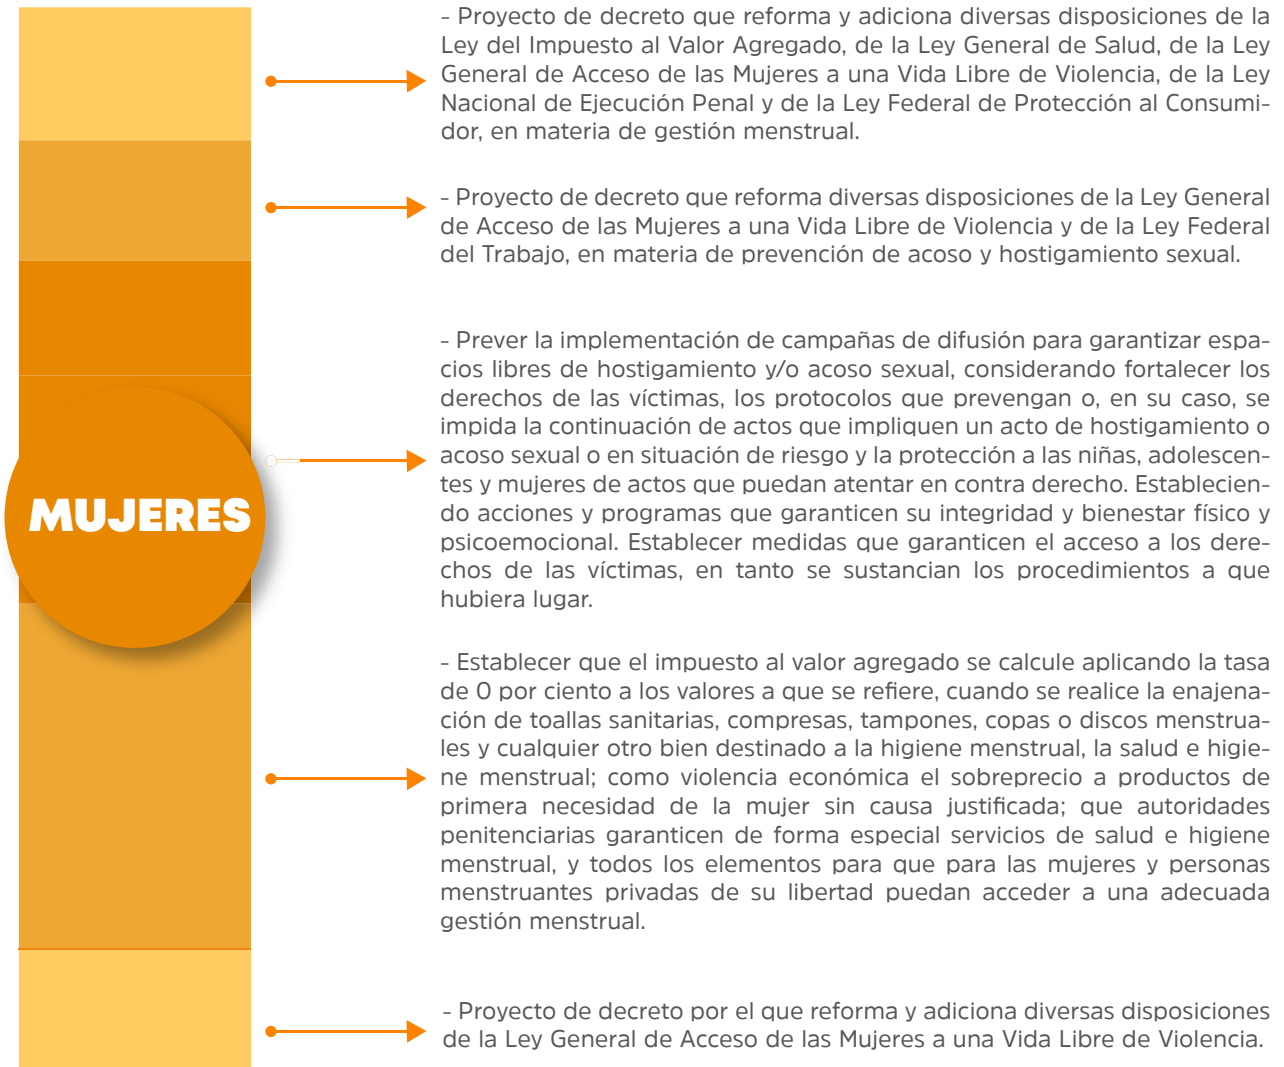 - Proyecto de decreto que reforma y adiciona diversas disposiciones de la
Ley del Impuesto al Valor Agregado, de la Ley General de Salud, de la Ley
General de Acceso de las Mujeres a una Vida Libre de Violencia, de la Ley
Nacional de Ejecución Penal y de la Ley Federal de Protección al Consumi-
dor, en materia de gestión menstrual.
- Proyecto de decreto que reforma diversas disposiciones de la Ley General
de Acceso de las Mujeres a una Vida Libre de Violencia y de la Ley Federal
del Trabajo, en materia de prevención de acoso y hostigamiento sexual.
- Prever la implementación de campañas de difusión para garantizar espa-
cios libres de hostigamiento y/o acoso sexual, considerando fortalecer los
derechos de las víctimas, los protocolos que prevengan o, en su caso, se
impida la continuación de actos que impliquen un acto de hostigamiento o
acoso sexual o en situación de riesgo y la protección a las niñas, adolescen-
tes y mujeres de actos que puedan atentar en contra derecho. Establecien-
do acciones y programas que garanticen su integridad y bienestar físico y
psicoemocional. Establecer medidas que garanticen el acceso a los dere-
chos de las víctimas, en tanto se sustancian los procedimientos a que
hubiera lugar.
MUJERES
- Establecer que el impuesto al valor agregado se calcule aplicando la tasa
de 0 por ciento a los valores a que se refiere, cuando se realice la enajena-
ción de toallas sanitarias, compresas, tampones, copas o discos menstrua-
les y cualquier otro bien destinado a la higiene menstrual, la salud e higie-
ne menstrual; como violencia económica el sobreprecio a productos de
primera necesidad de la mujer sin causa justificada; que autoridades
penitenciarias garanticen de forma especial servicios de salud e higiene
menstrual, y todos los elementos para que para las mujeres y personas
menstruantes privadas de su libertad puedan acceder a una adecuada
gestión menstrual.
- Proyecto de decreto por el que reforma y adiciona diversas disposiciones
de la Ley General de Acceso de las Mujeres a una Vida Libre de Violencia.